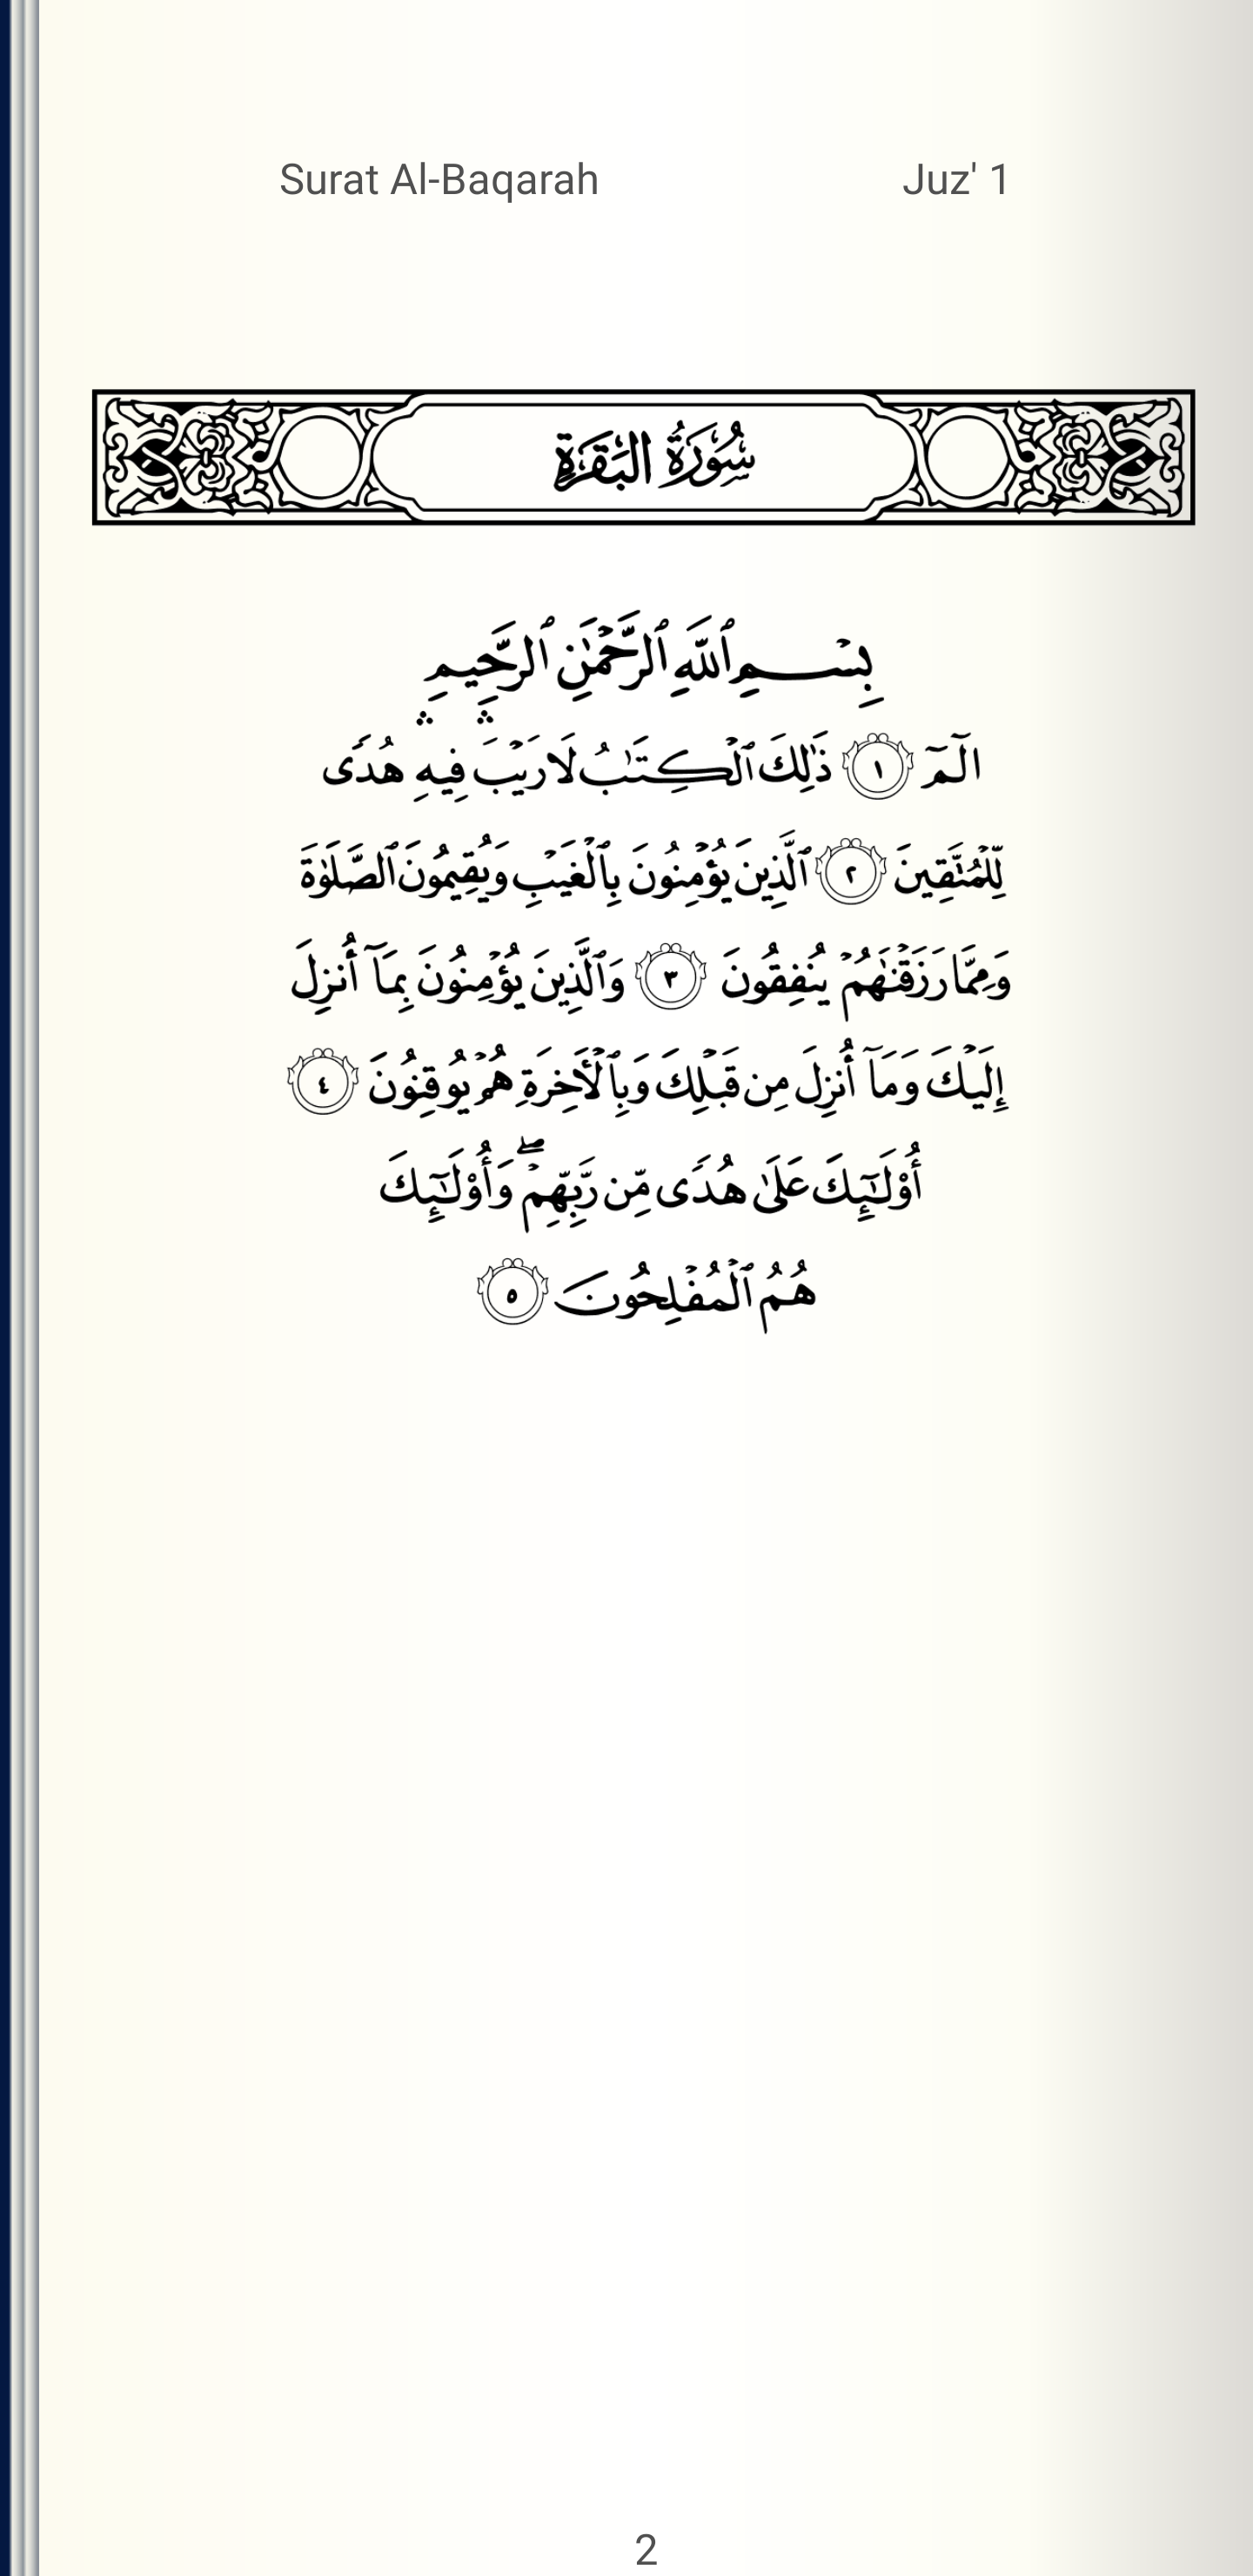 Surat Al-Baqarah
Juz' 1
سُورَةُ البَقَرَةِ
بِسۡمِ ٱللَّهِ ٱلرَّحۡمَٰنِ ٱلرَّحِيمِ
الٓمٓ ١ ذَٰلِكَ ٱلۡكِتَٰبُ لَا رَيۡبَۛ فِيهِۛ هُدٗى
لِّلۡمُتَّقِينَ ٢ ٱلَّذِينَ يُؤۡمِنُونَ بِٱلۡغَيۡبِ وَيُقِيمُونَ ٱلصَّلَوٰةَ
وَمِمَّا رَزَقۡنَٰهُمۡ يُنفِقُونَ ٣ وَٱلَّذِينَ يُؤۡمِنُونَ بِمَآ أُنزِلَ
إِلَيۡكَ وَمَآ أُنزِلَ مِن قَبۡلِكَ وَبِٱلۡأٓخِرَةِ هُمۡ يُوقِنُونَ ٤
أُوْلَٰٓئِكَ عَلَىٰ هُدٗى مِّن رَّبِّهِمۡۖ وَأُوْلَٰٓئِكَ
هُمُ ٱلۡمُفۡلِحُونَ ٥
2